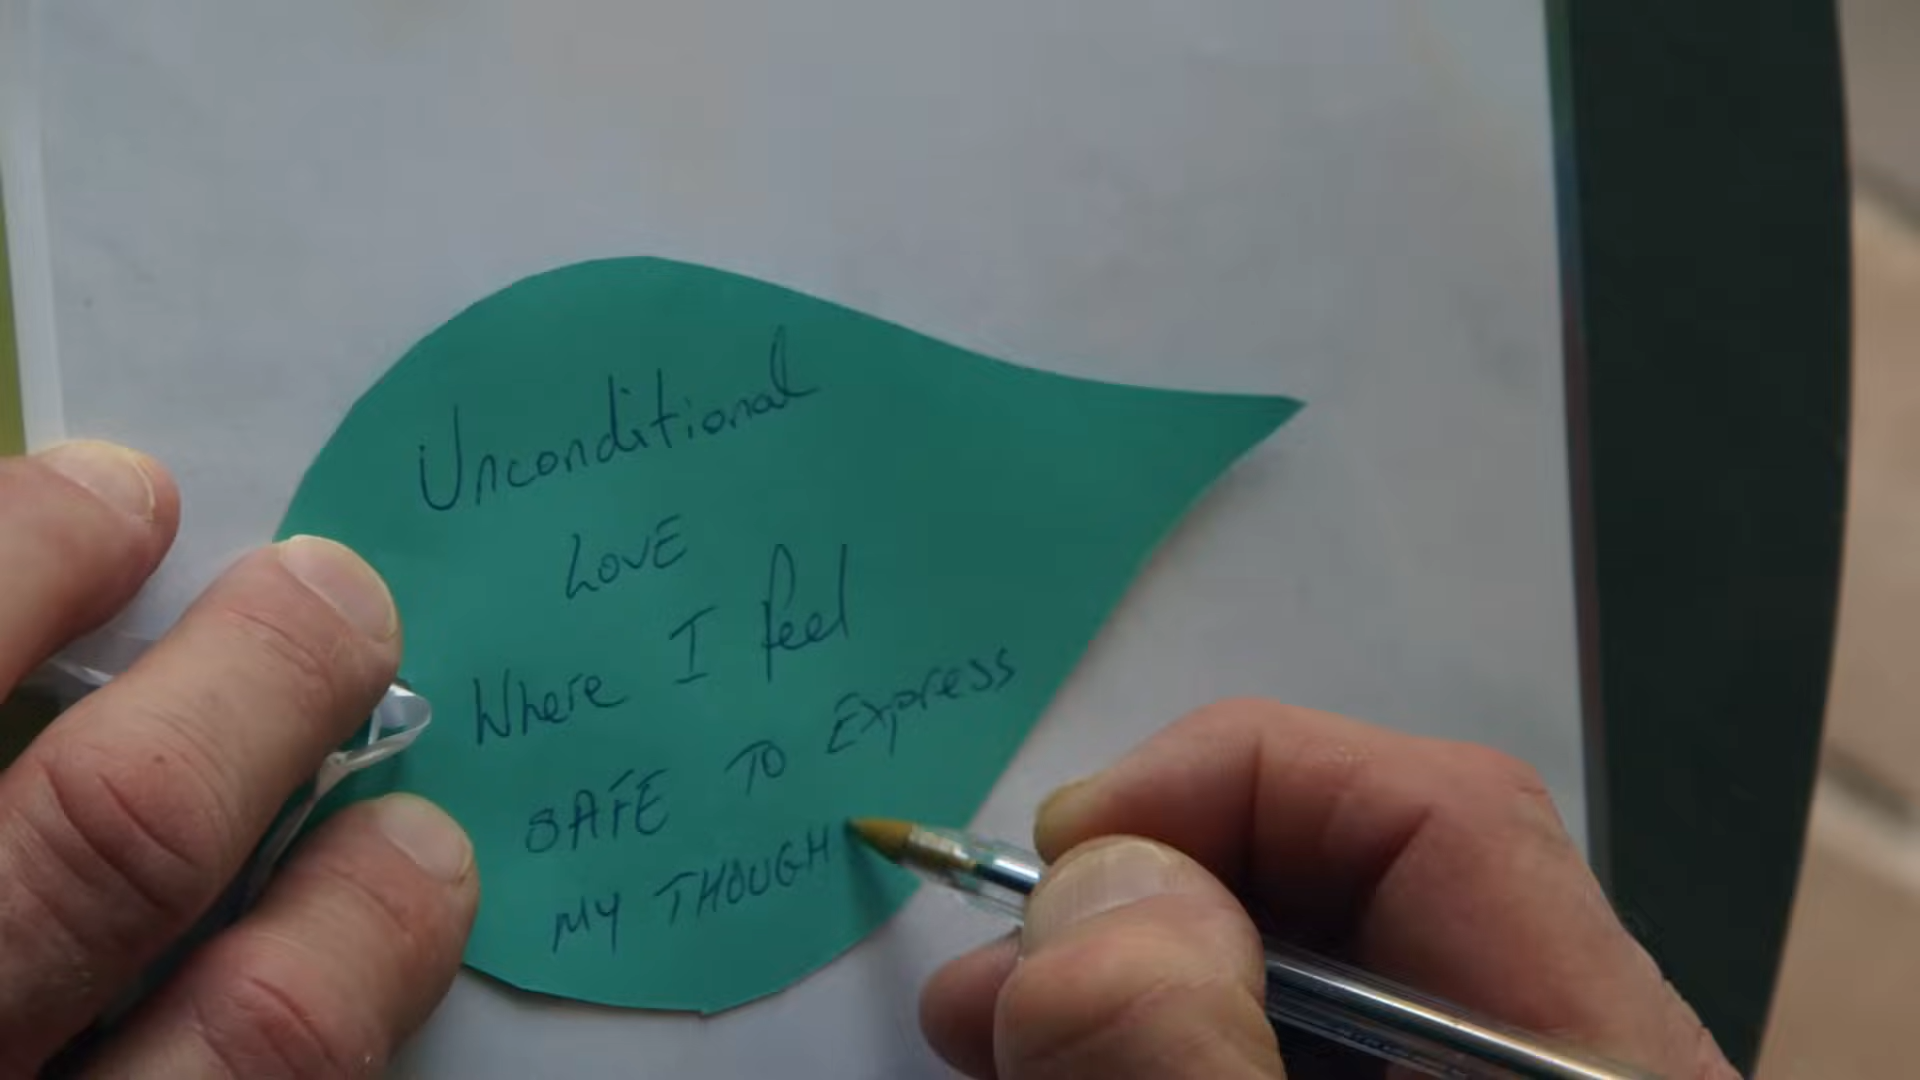 Unconditional
LOVE
Where I feel
SAFE TO Express
MY THOUGH